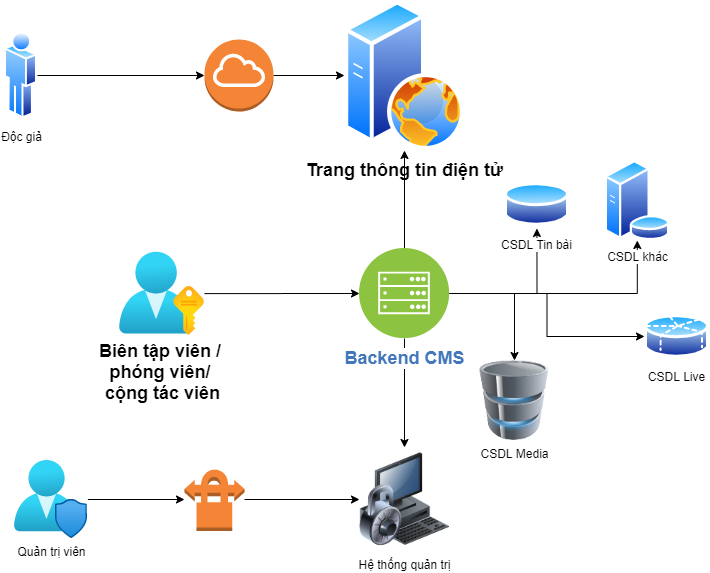 Độc giả
Trang thông tin điện tử
CSDL Tin bài
CSDL khác
Biên tập viên /
phóng viên/
cộng tác viên
Backend CMS
CSDL Live
CSDL Media
Quản trị viên
Hệ thống quản trị